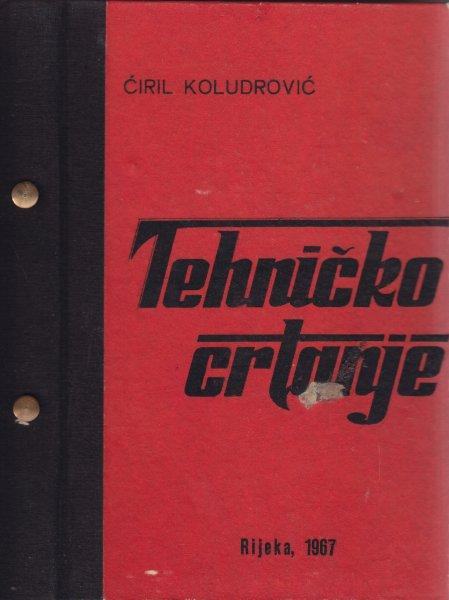 ĆIRIL KOLUDROVIĆ
Tehničko
crtanje
Rijeka, 1967